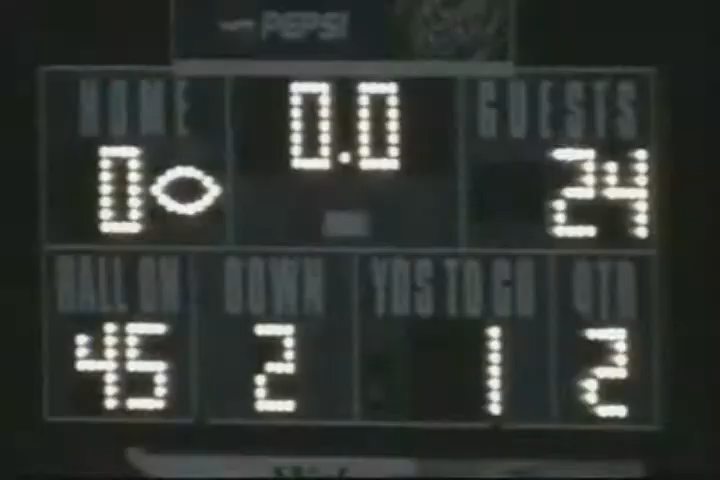 PEPSI
HOME 0.0 GUESTS
0 24
BALL ON DOWN YDS TO GO QTR
45 2 1 2